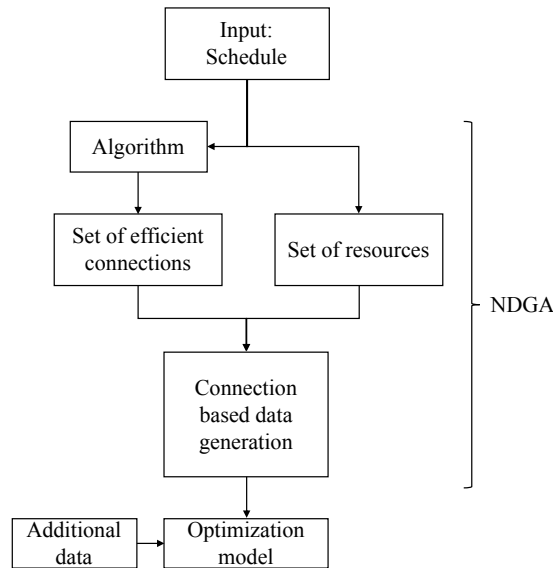 Input:
Schedule
Algorithm
Set of efficient
connections
Set of resources
NDGA
Connection
based data
generation
Additional
data
Optimization
model